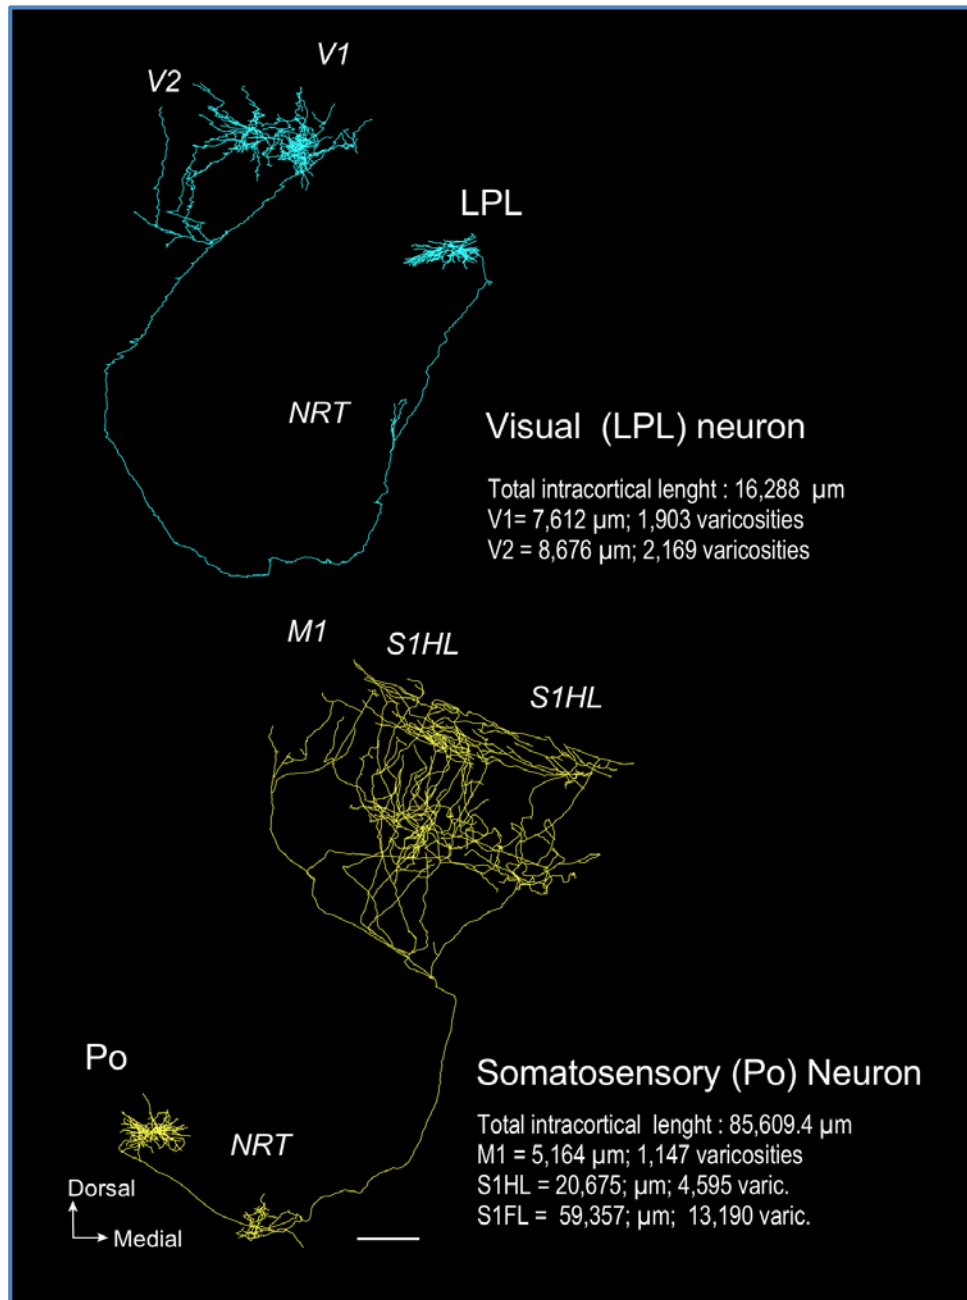 V1
V2
LPL
NRT
Visual (LPL) neuron
Total intracortical lenght : 16,288 µm
V1= 7,612 µm; 1,903 varicosities
V2 = 8,676 µm; 2,169 varicosities
M1
S1HL
S1HL
Po
Somatosensory (Po) Neuron
Total intracortical lenght : 85,609.4 µm
M1 = 5,164 µm; 1,147 varicosities
S1HL = 20,675; µm; 4,595 varic.
S1FL = 59,357; µm; 13,190 varic.
NRT
Dorsal
Medial